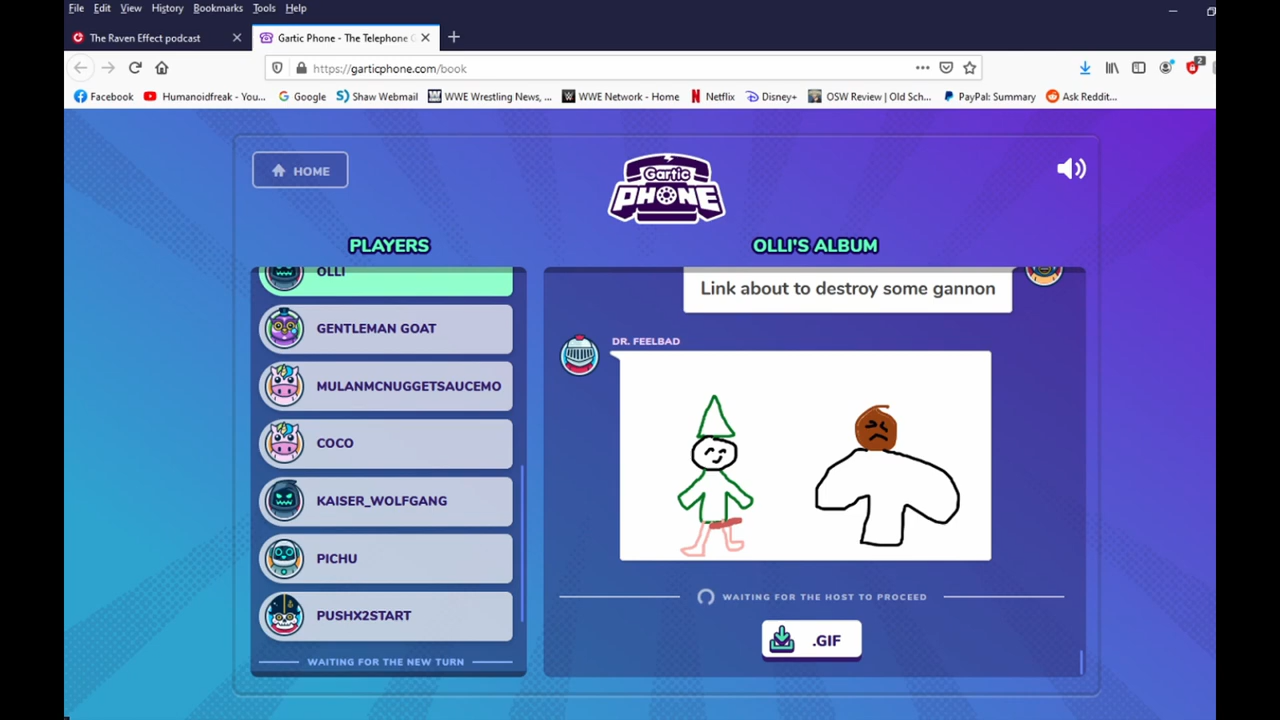 File Edit View History Bookmarks Tools Help
The Raven Effect podcast
Gartic Phone - The Telephone G
https://garticphone.com/book
2
Facebook Humanoidfreak - You... Google Shaw Webmail WWE Wrestling News, ... WWE Network - Home Netflix Disney+ OSW Review | Old Sch... PayPal: Summary Ask Reddit...
HOME
Gartic
PHONE
PLAYERS
OLLI'S ALBUM
OLLI
GENTLEMAN GOAT
MULANMCNUGGETSAUCEMO
COCO
KAISER_WOLFGANG
PICHU
PUSHX2START
WAITING FOR THE NEW TURN
Link about to destroy some gannon
DR. FEELBAD
WAITING FOR THE HOST TO PROCEED
.GIF